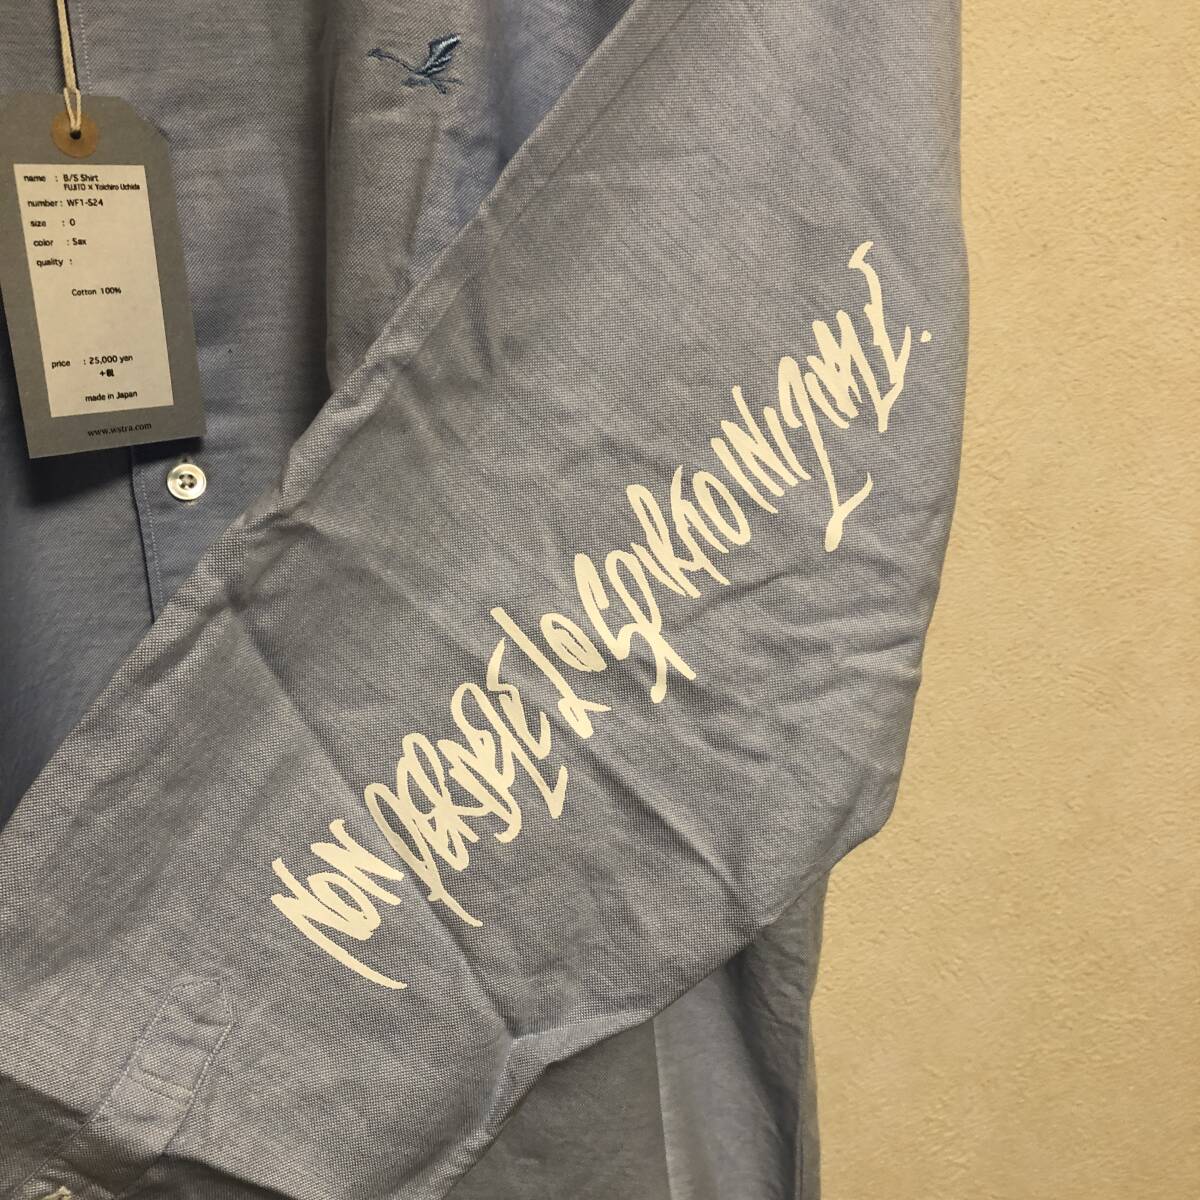 name : B/S Shirt
FUJITO × Yoichiro Uchida
number : WF1-S24
size : 0
color : Sax
quality :
Cotton 100%
price : 25,000 yen
made in Japan
www.wstra.com
NON PERDERE LO SPIRITO INIZIALE.